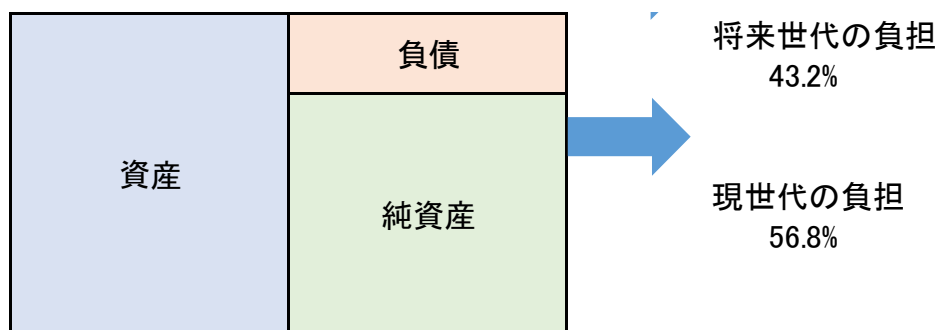 負債
将来世代の負担
43.2%
資産
純資産
現世代の負担
56.8%